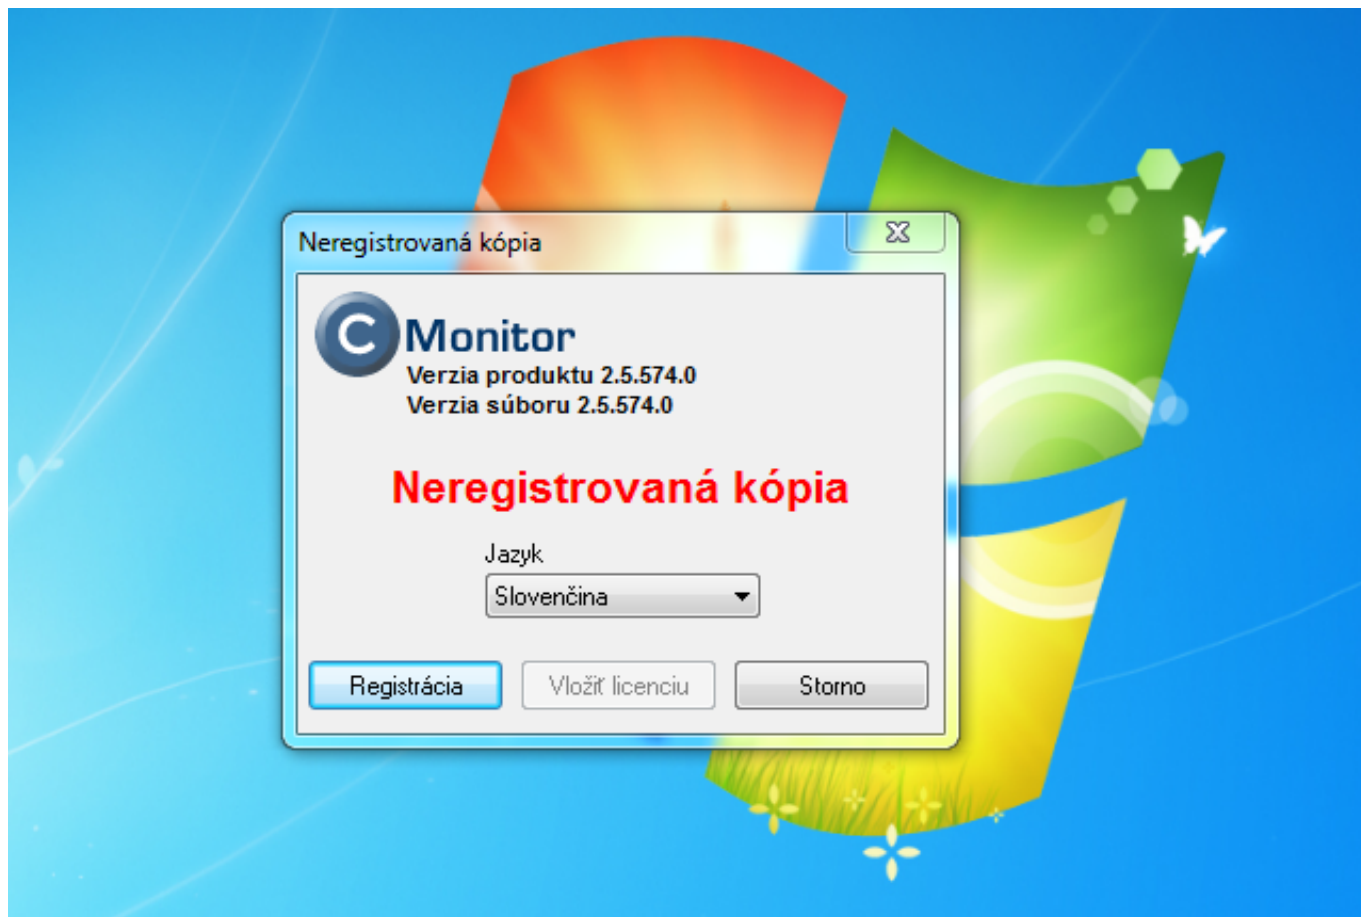 Neregistrovaná kópia
C Monitor
Verzia produktu 2.5.574.0
Verzia súboru 2.5.574.0
Neregistrovaná kópia
Jazyk
Slovenčina
Registrácia Vložiť licenciu Storno